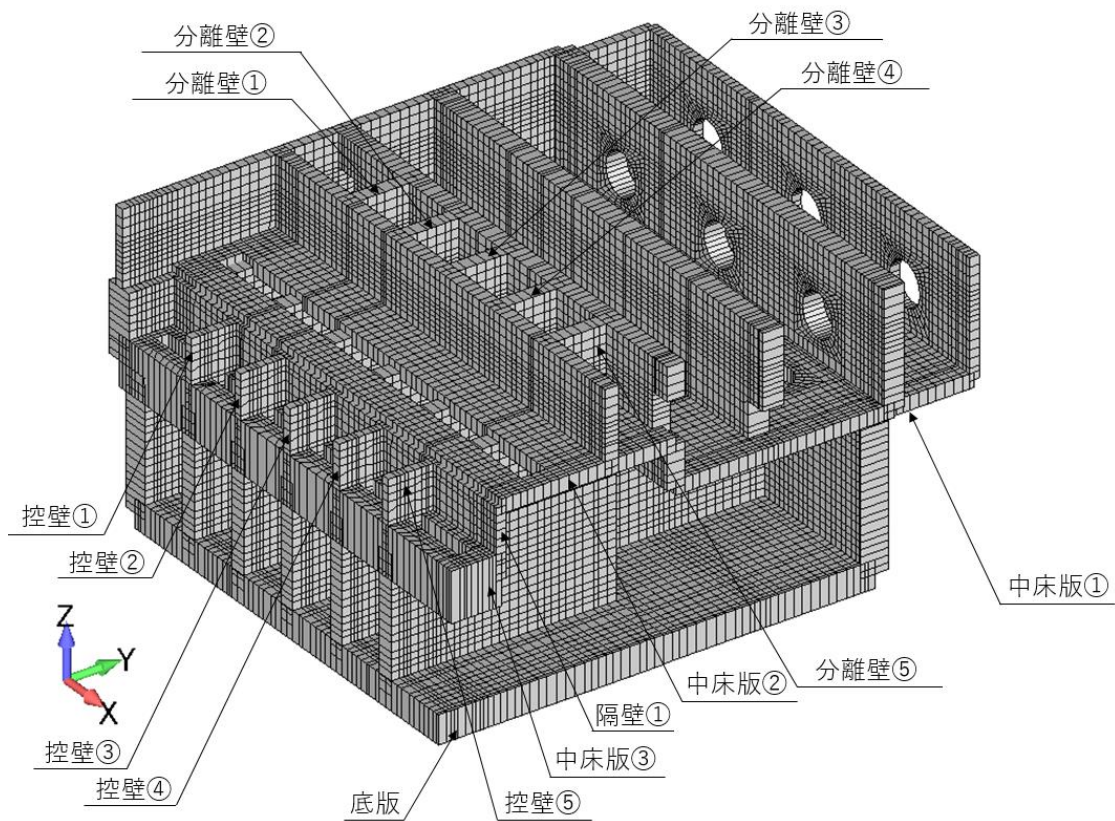 分離壁②
分離壁③
分離壁①
分離壁④
控壁①
控壁②
中床版①
Z
Y
X
分離壁⑤
中床版②
隔壁①
控壁③
中床版③
控壁④
底版
控壁⑤